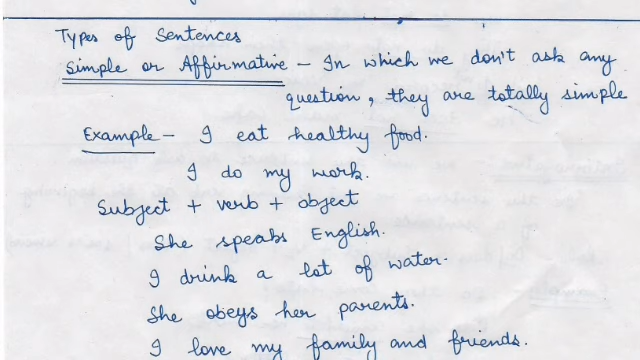 Types of Sentences
Simple or Affirmative – In which we don't ask any
question, they are totally simple
Example – I eat healthy food.
I do my work.
Subject + verb + object
She speaks English.
I drink a lot of water.
She obeys her parents.
I love my family and friends.